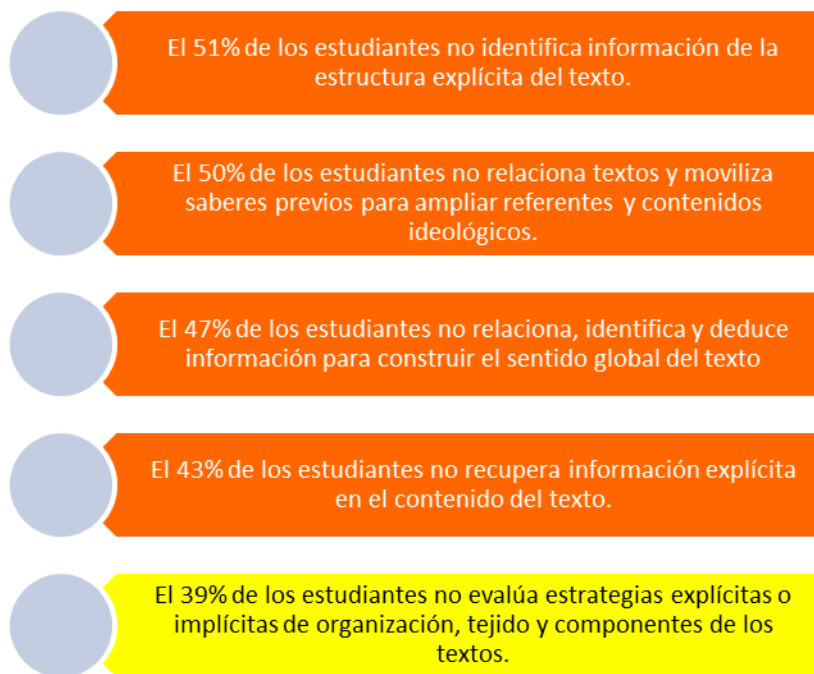 El 51% de los estudiantes no identifica información de la
estructura explícita del texto.
El 50% de los estudiantes no relaciona textos y moviliza
saberes previos para ampliar referentes y contenidos
ideológicos.
El 47% de los estudiantes no relaciona, identifica y deduce
información para construir el sentido global del texto
El 43% de los estudiantes no recupera información explícita
en el contenido del texto.
El 39% de los estudiantes no evalúa estrategias explícitas o
implícitas de organización, tejido y componentes de los
textos.